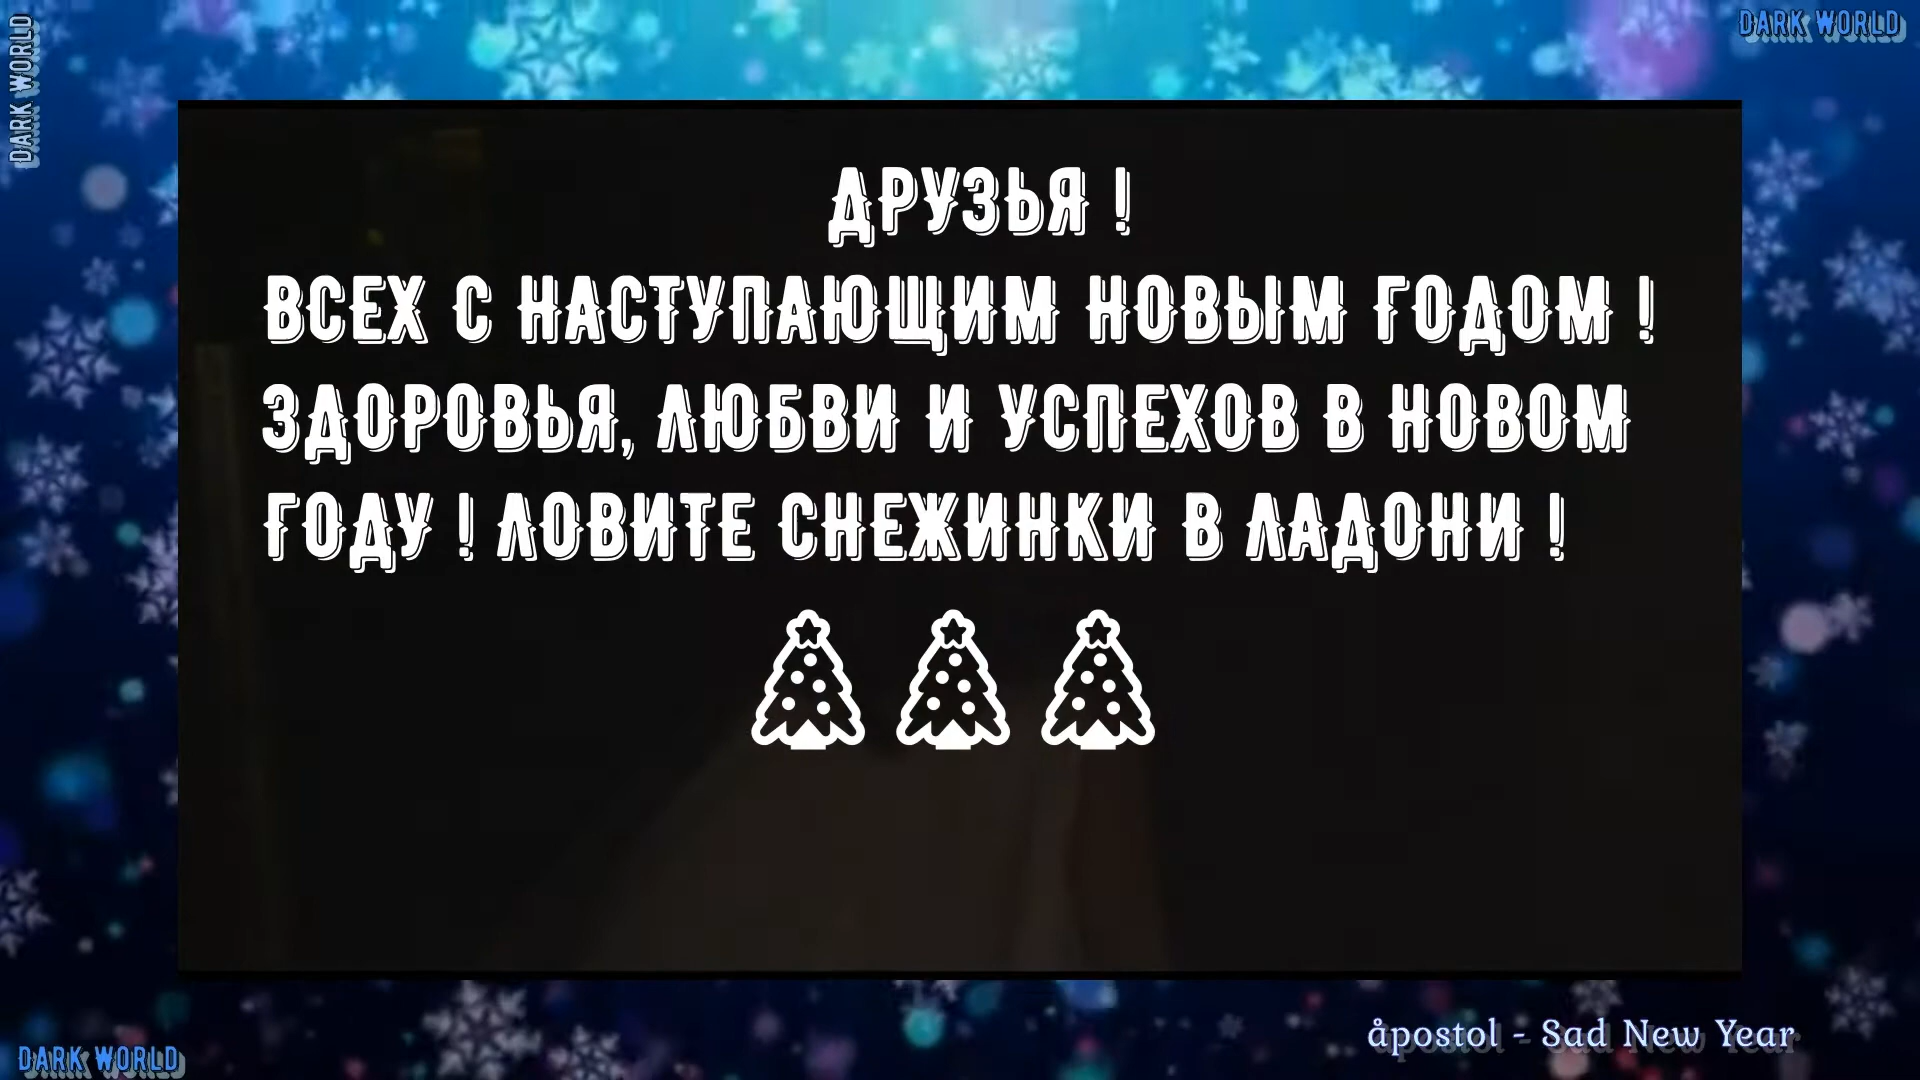 DARK WORLD
DARK WORLD
ДРУЗЬЯ !
ВСЕХ С НАСТУПАЮЩИМ НОВЫМ ГОДОМ !
ЗДОРОВЬЯ, ЛЮБВИ И УСПЕХОВ В НОВОМ
ГОДУ ! ЛОВИТЕ СНЕЖИНКИ В ЛАДОНИ !
åpostol - Sad New Year
DARK WORLD